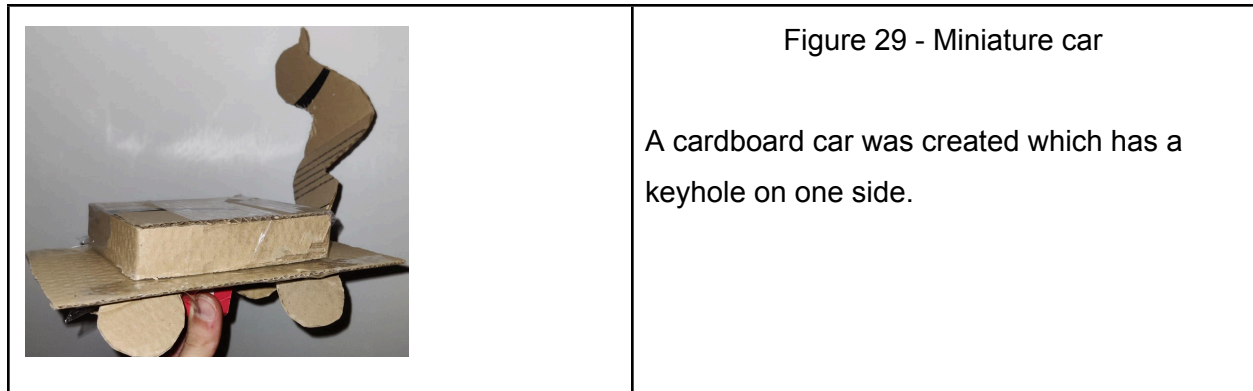 Figure 29 - Miniature car
A cardboard car was created which has a
keyhole on one side.